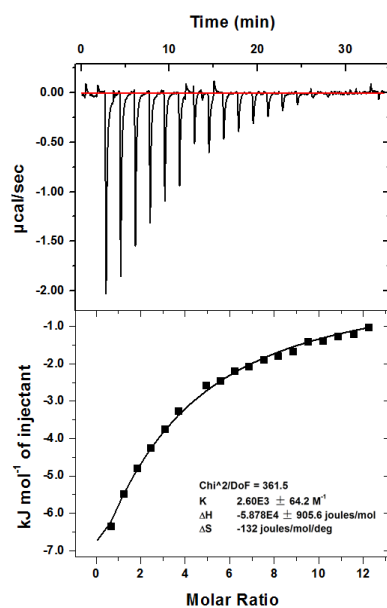 Time (min)
0 10 20 30
0.00
-0.50
-1.00
-1.50
-2.00
µcal/sec
-1.0
-2.0
-3.0
-4.0
-5.0
-6.0
-7.0
kJ mol⁻¹ of injectant
Chi^2/DoF = 361.5
K 2.60E3 ± 64.2 M⁻¹
ΔH -5.878E4 ± 905.6 joules/mol
ΔS -132 joules/mol/deg
0 2 4 6 8 10 12
Molar Ratio